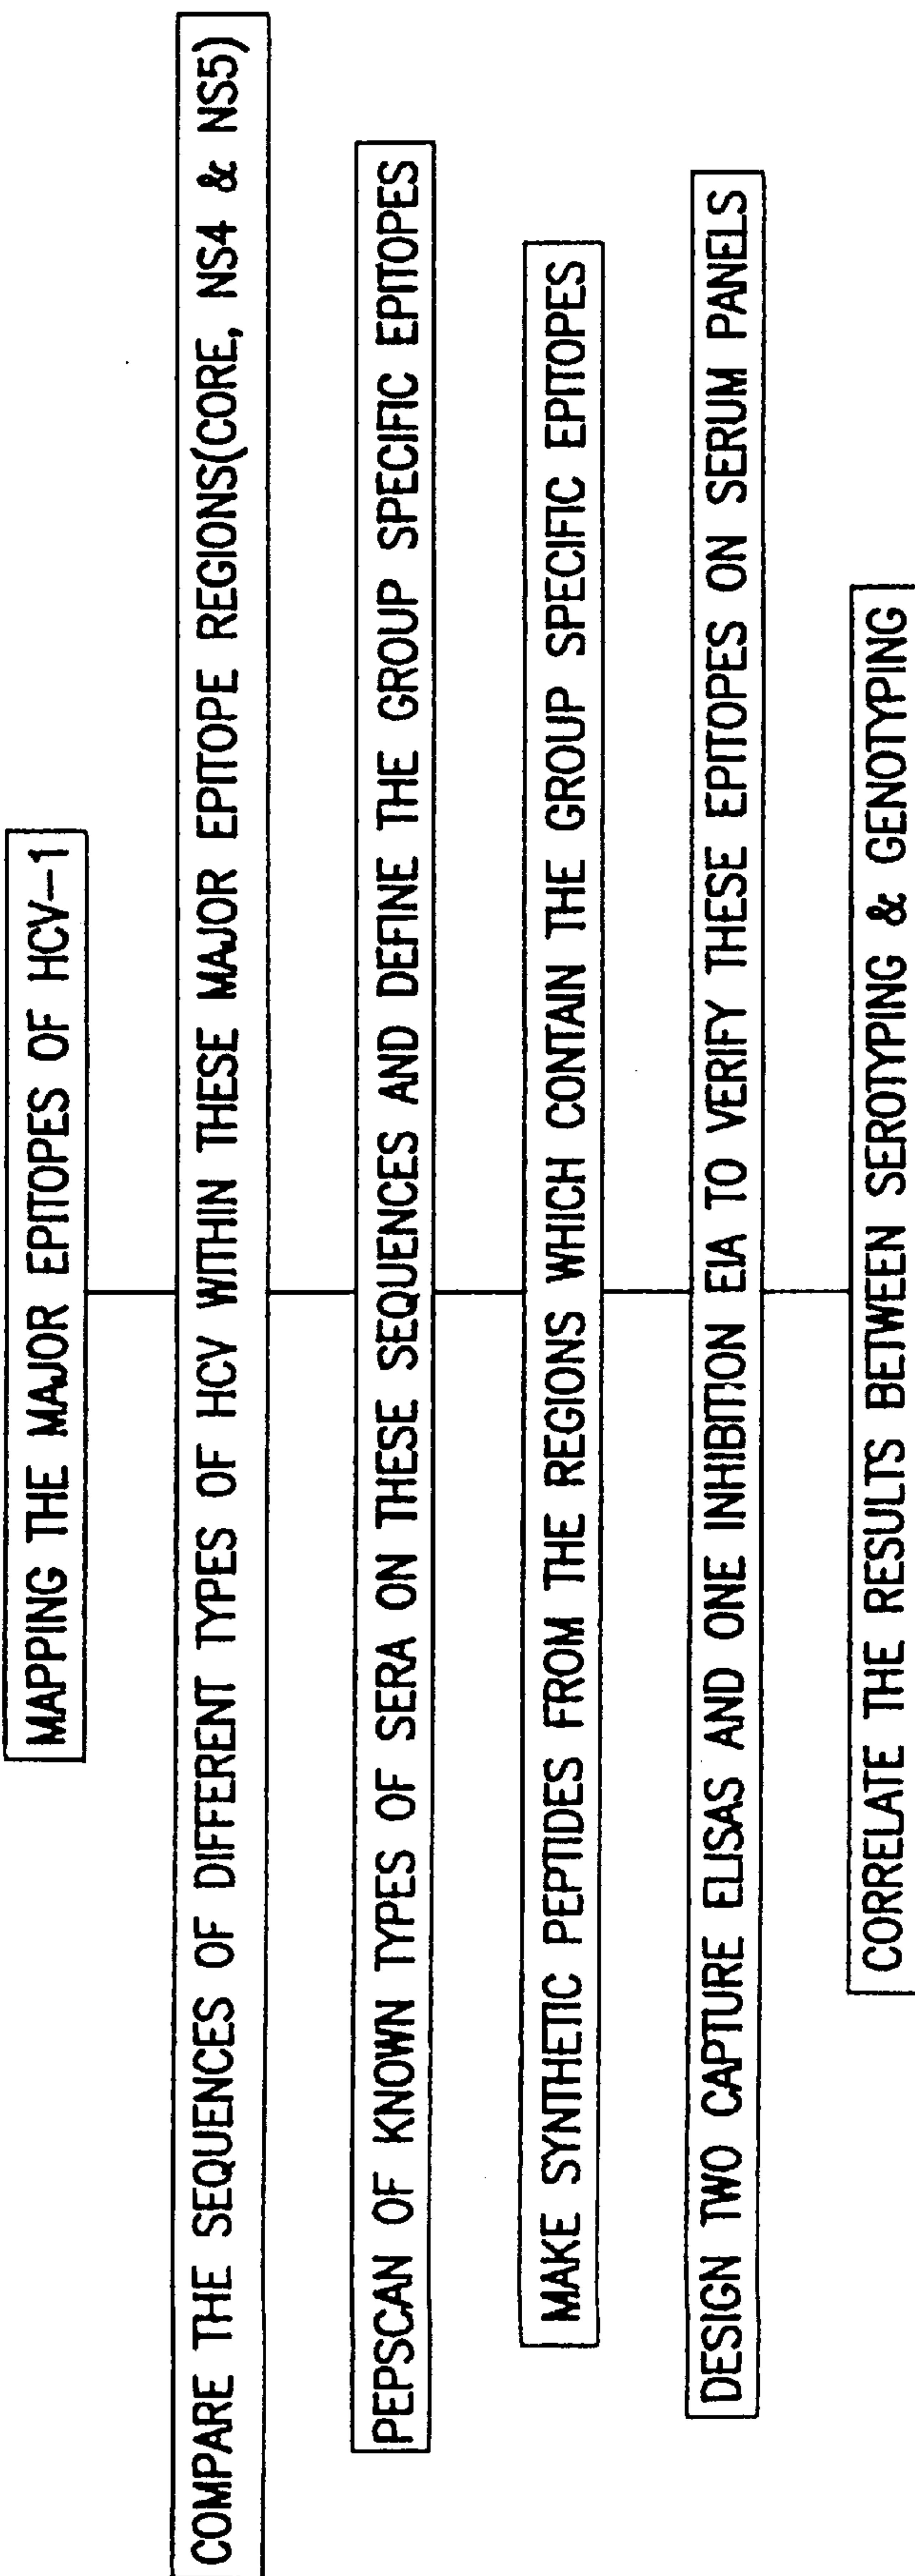 MAPPING THE MAJOR EPITOPES OF HCV-1
COMPARE THE SEQUENCES OF DIFFERENT TYPES OF HCV WITHIN THESE MAJOR EPITOPE REGIONS(CORE, NS4 & NS5)
PEPSCAN OF KNOWN TYPES OF SERA ON THESE SEQUENCES AND DEFINE THE GROUP SPECIFIC EPITOPES
MAKE SYNTHETIC PEPTIDES FROM THE REGIONS WHICH CONTAIN THE GROUP SPECIFIC EPITOPES
DESIGN TWO CAPTURE ELISAS AND ONE INHIBITION EIA TO VERIFY THESE EPITOPES ON SERUM PANELS
CORRELATE THE RESULTS BETWEEN SEROTYPING & GENOTYPING